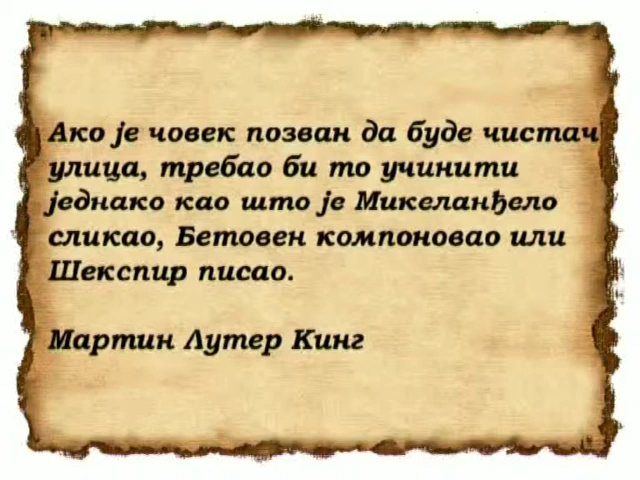 Ако је човек позван да буде чистач
улица, требао би то учинити
једнако као што је Микеланђело
сликао, Бетовен компоновао или
Шекспир писао.
Мартин Лутер Кинг